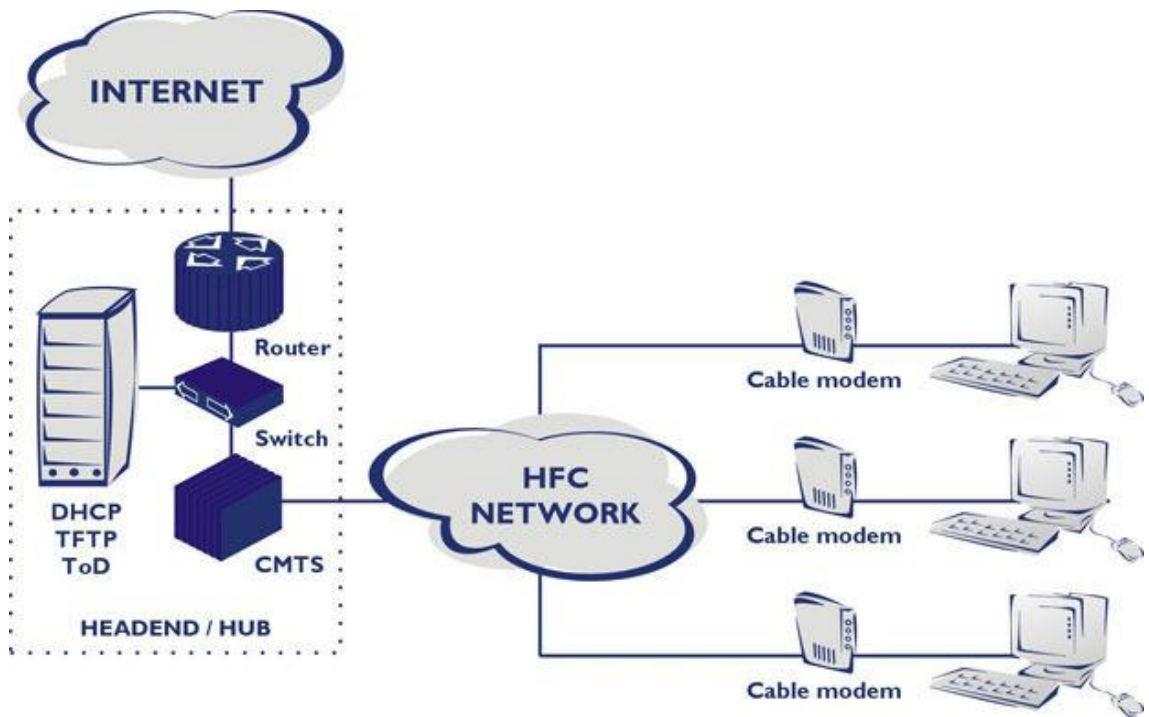 INTERNET
Router
Switch
DHCP
TFTP
ToD
CMTS
HEADEND / HUB
HFC
NETWORK
Cable modem
Cable modem
Cable modem